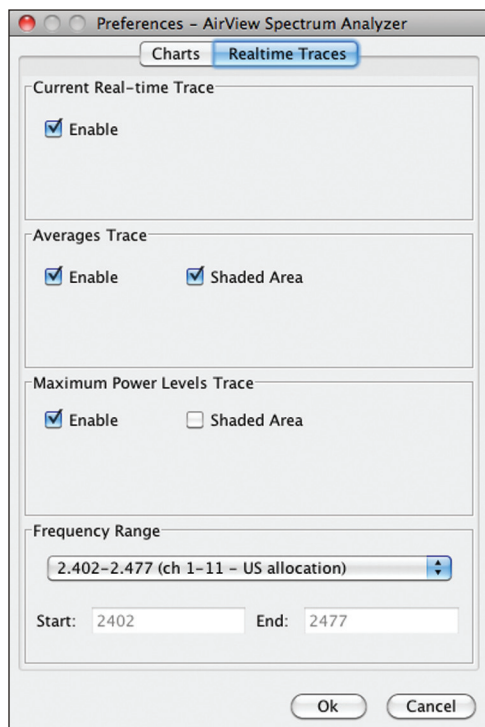 Preferences – AirView Spectrum Analyzer
Charts Realtime Traces
Current Real-time Trace
Enable
Averages Trace
Enable Shaded Area
Maximum Power Levels Trace
Enable Shaded Area
Frequency Range
2.402-2.477 (ch 1-11 - US allocation)
Start: 2402 End: 2477
Ok Cancel